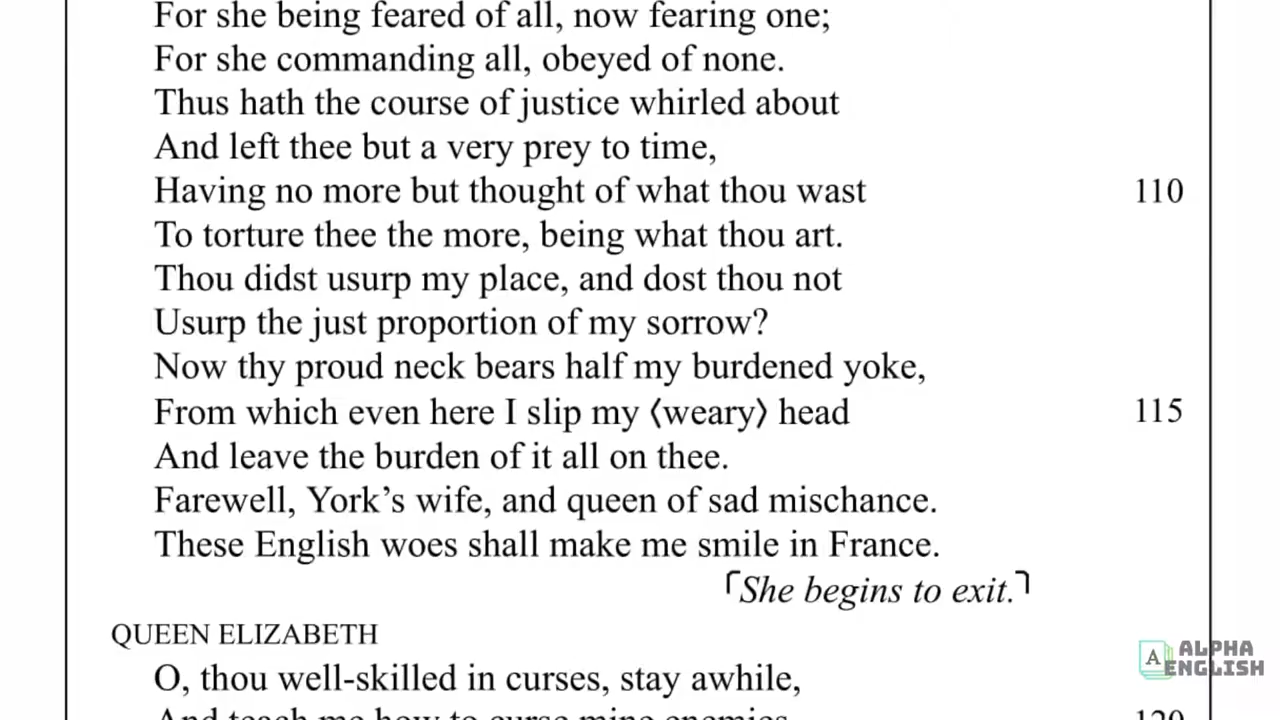 For she being feared of all, now fearing one;
For she commanding all, obeyed of none.
Thus hath the course of justice whirled about
And left thee but a very prey to time,
Having no more but thought of what thou wast 110
To torture thee the more, being what thou art.
Thou didst usurp my place, and dost thou not
Usurp the just proportion of my sorrow?
Now thy proud neck bears half my burdened yoke,
From which even here I slip my ⟨weary⟩ head 115
And leave the burden of it all on thee.
Farewell, York’s wife, and queen of sad mischance.
These English woes shall make me smile in France.
⌜She begins to exit.⌝
QUEEN ELIZABETH
O, thou well-skilled in curses, stay awhile,
And teach me how to curse mine enemies. 120
A ALPHA
ENGLISH